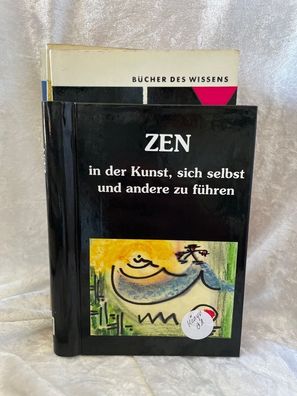 BÜCHER DES WISSENS
ZEN
in der Kunst, sich selbst
und andere zu führen